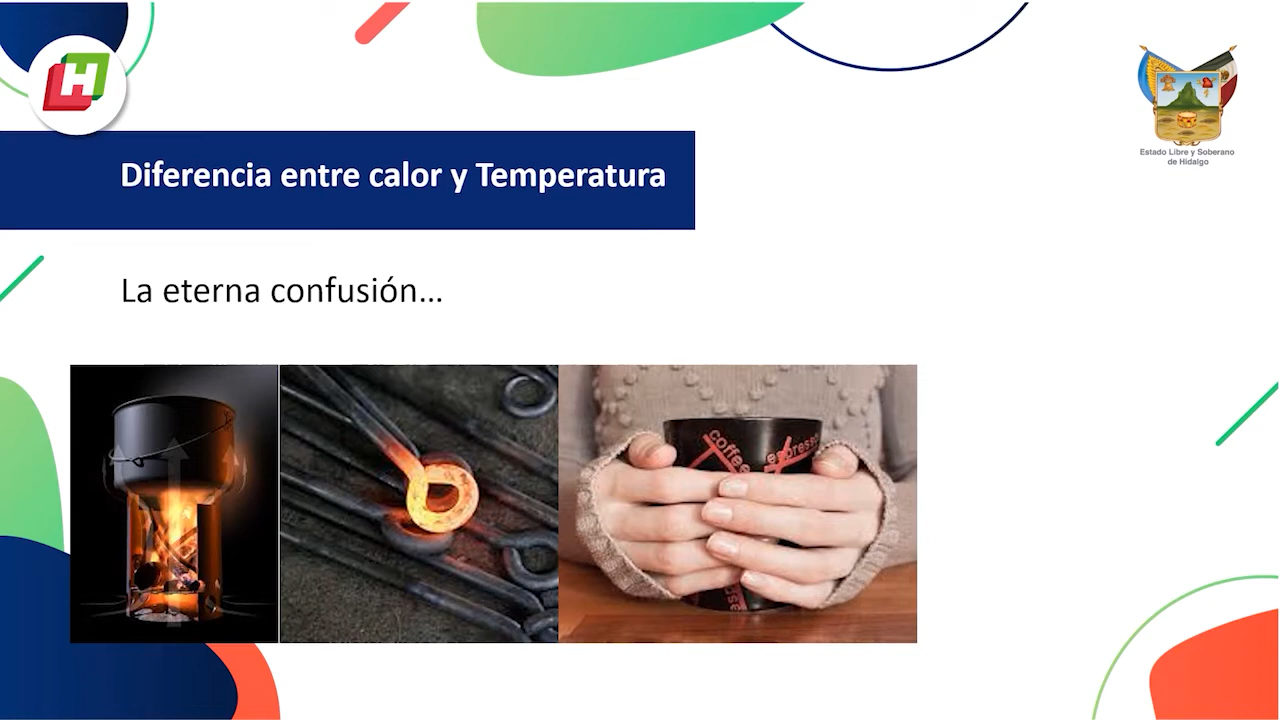 H
Estado Libre y Soberano
de Hidalgo
Diferencia entre calor y Temperatura
La eterna confusión...
coffee
espresso